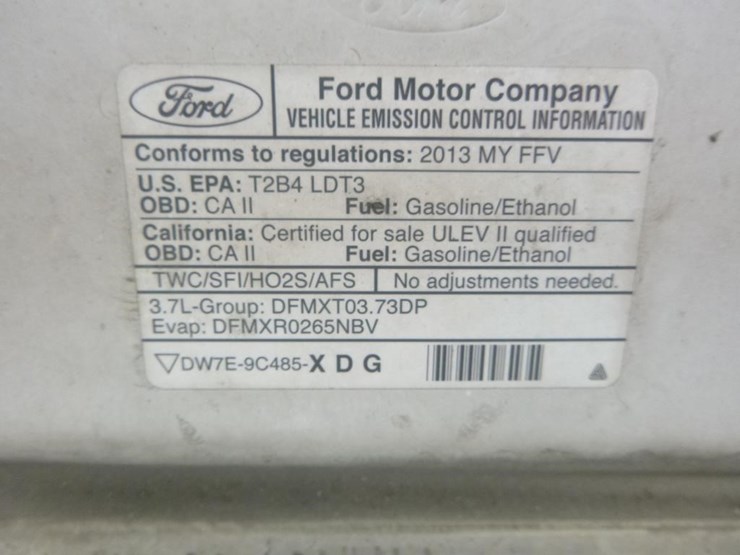 Ford
Ford Motor Company
VEHICLE EMISSION CONTROL INFORMATION
Conforms to regulations: 2013 MY FFV
U.S. EPA: T2B4 LDT3
OBD: CA II Fuel: Gasoline/Ethanol
California: Certified for sale ULEV II qualified
OBD: CA II Fuel: Gasoline/Ethanol
TWC/SFI/HO2S/AFS No adjustments needed.
3.7L-Group: DFMXT03.73DP
Evap: DFMXR0265NBV
DW7E-9C485-X D G